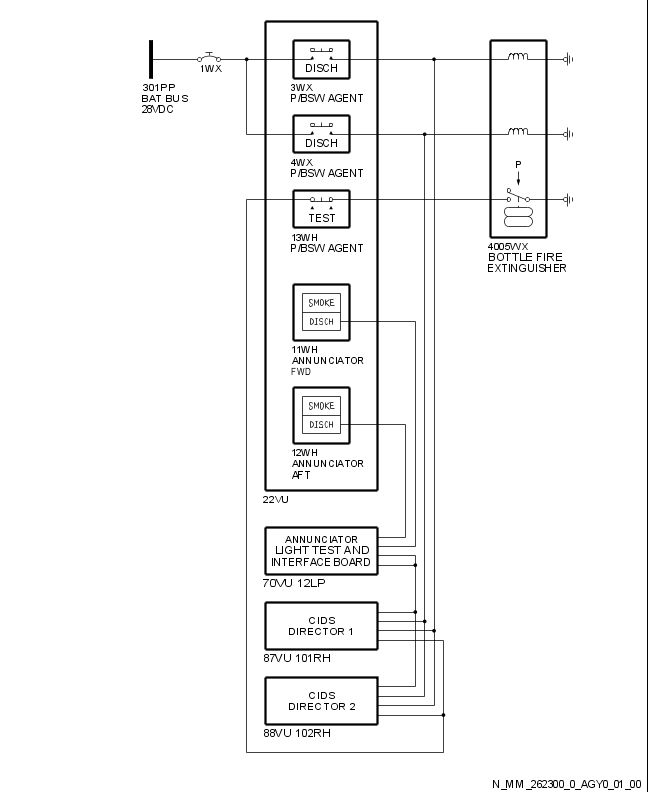 1WX
301PP
BAT BUS
28VDC
DISCH
3WX
P/BSW AGENT
DISCH
4WX
P/BSW AGENT
TEST
13WH
P/BSW AGENT
P
4005WX
BOTTLE FIRE
EXTINGUISHER
SMOKE
DISCH
11WH
ANNUNCIATOR
FWD
SMOKE
DISCH
12WH
ANNUNCIATOR
AFT
22VU
ANNUNCIATOR
LIGHT TEST AND
INTERFACE BOARD
70VU 12LP
CIDS
DIRECTOR 1
87VU 101RH
CIDS
DIRECTOR 2
88VU 102RH
N_MM_262300_0_AGY0_01_00